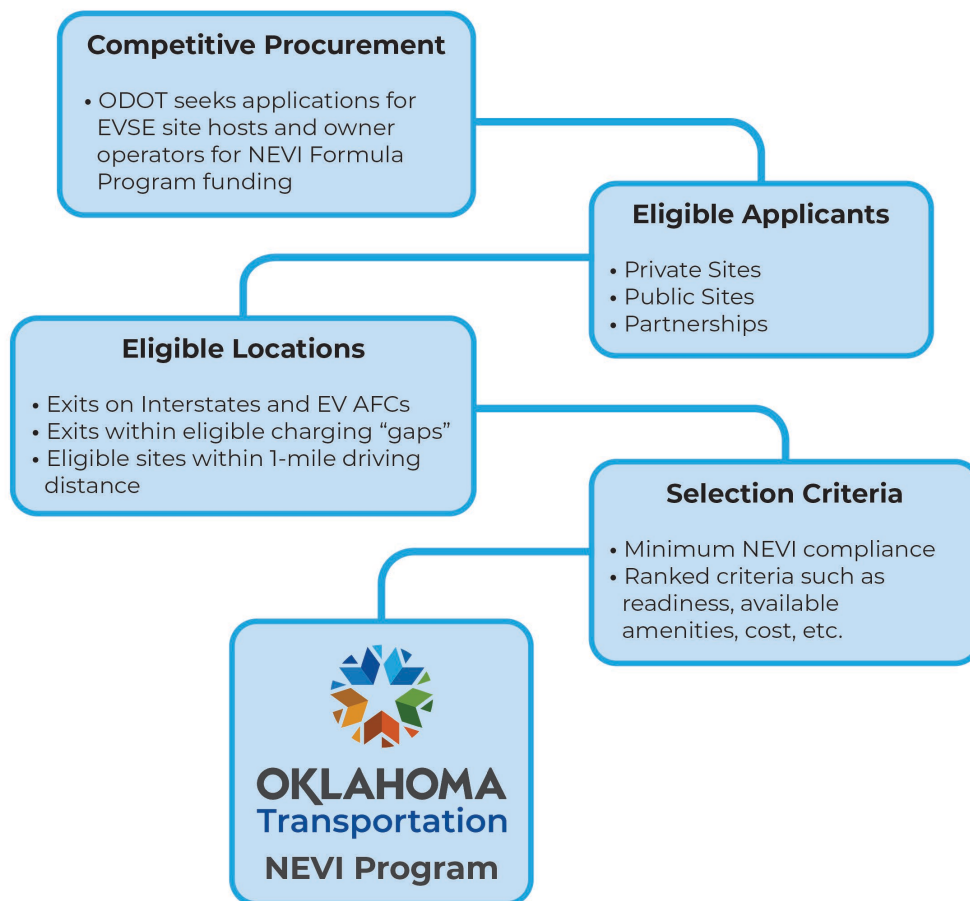 Competitive Procurement
• ODOT seeks applications for
EVSE site hosts and owner
operators for NEVI Formula
Program funding
Eligible Applicants
• Private Sites
• Public Sites
• Partnerships
Eligible Locations
• Exits on Interstates and EV AFCs
• Exits within eligible charging “gaps”
• Eligible sites within 1-mile driving
distance
Selection Criteria
• Minimum NEVI compliance
• Ranked criteria such as
readiness, available
amenities, cost, etc.
OKLAHOMA
Transportation
NEVI Program